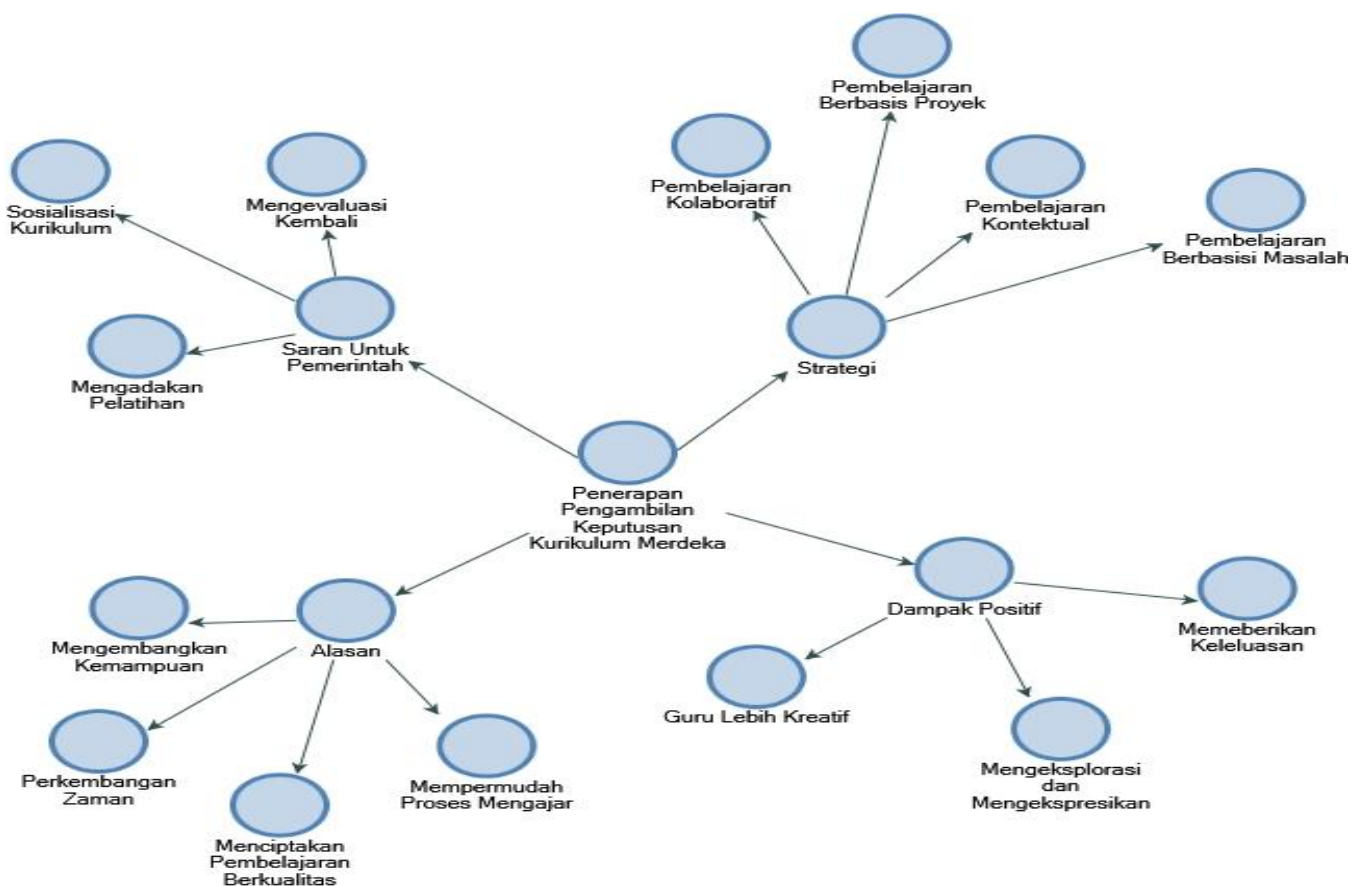 Pembelajaran
Berbasis Proyek
Pembelajaran
Kolaboratif
Pembelajaran
Kontektual
Pembelajaran
Berbasisi Masalah
Strategi
Sosialisasi
Kurikulum
Mengevaluasi
Kembali
Mengadakan
Pelatihan
Saran Untuk
Pemerintah
Penerapan
Pengambilan
Keputusan
Kurikulum Merdeka
Mengembangkan
Kemampuan
Alasan
Perkembangan
Zaman
Menciptakan
Pembelajaran
Berkualitas
Mempermudah
Proses Mengajar
Dampak Positif
Memeberikan
Keleluasan
Guru Lebih Kreatif
Mengeksplorasi
dan
Mengekspresikan